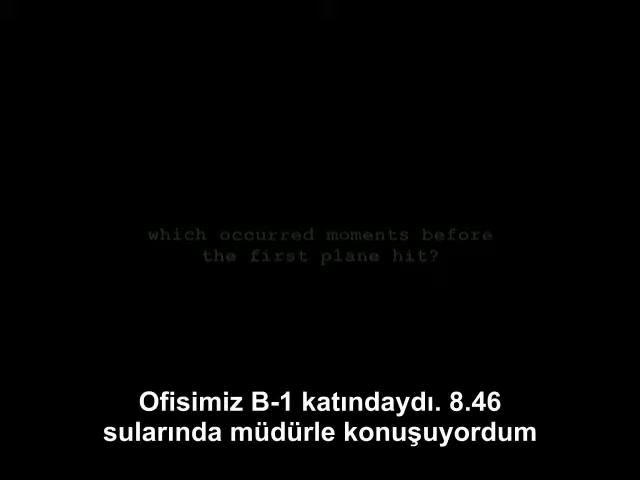 which occurred moments before
the first plane hit?
Ofisimiz B-1 katındaydı. 8.46
sularında müdürle konuşuyordum